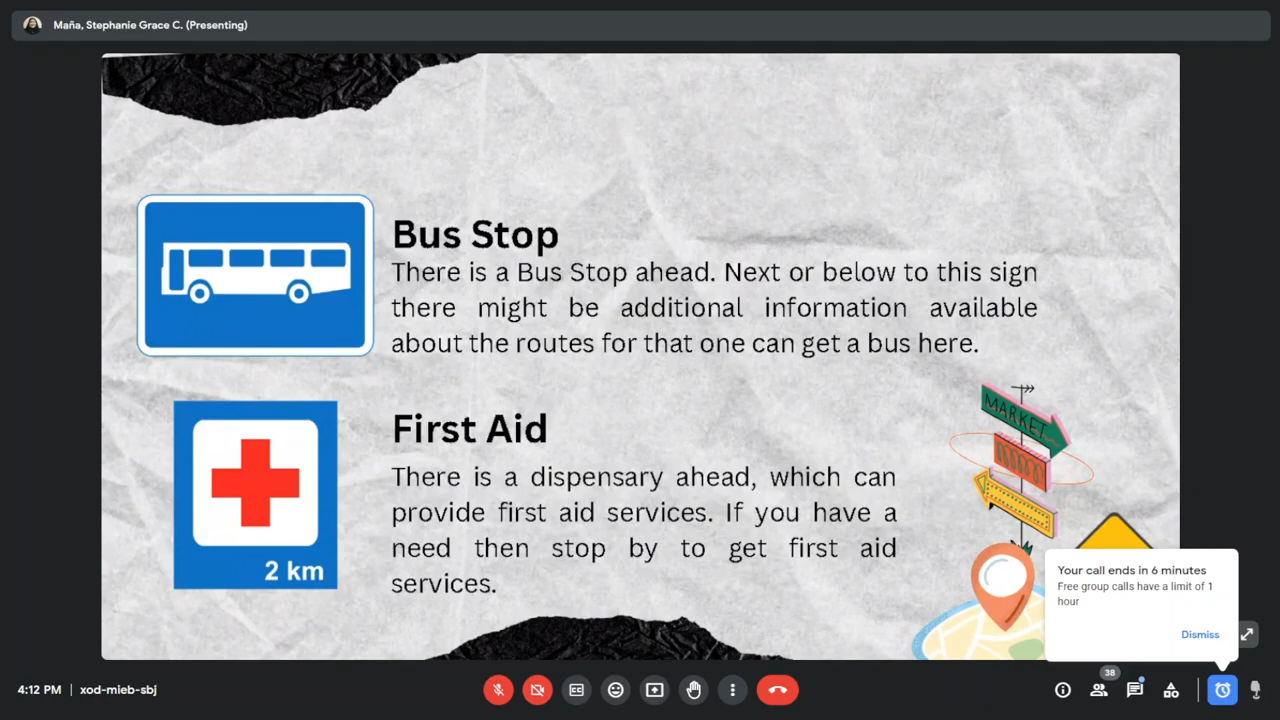 Maña, Stephanie Grace C. (Presenting)
Bus Stop
There is a Bus Stop ahead. Next or below to this sign
there might be additional information available
about the routes for that one can get a bus here.
First Aid
There is a dispensary ahead, which can
provide first aid services. If you have a
need then stop by to get first aid
services.
2 km
MARKET
Your call ends in 6 minutes
Free group calls have a limit of 1
hour
Dismiss
4:12 PM | xod-mieb-sbj
CC
38